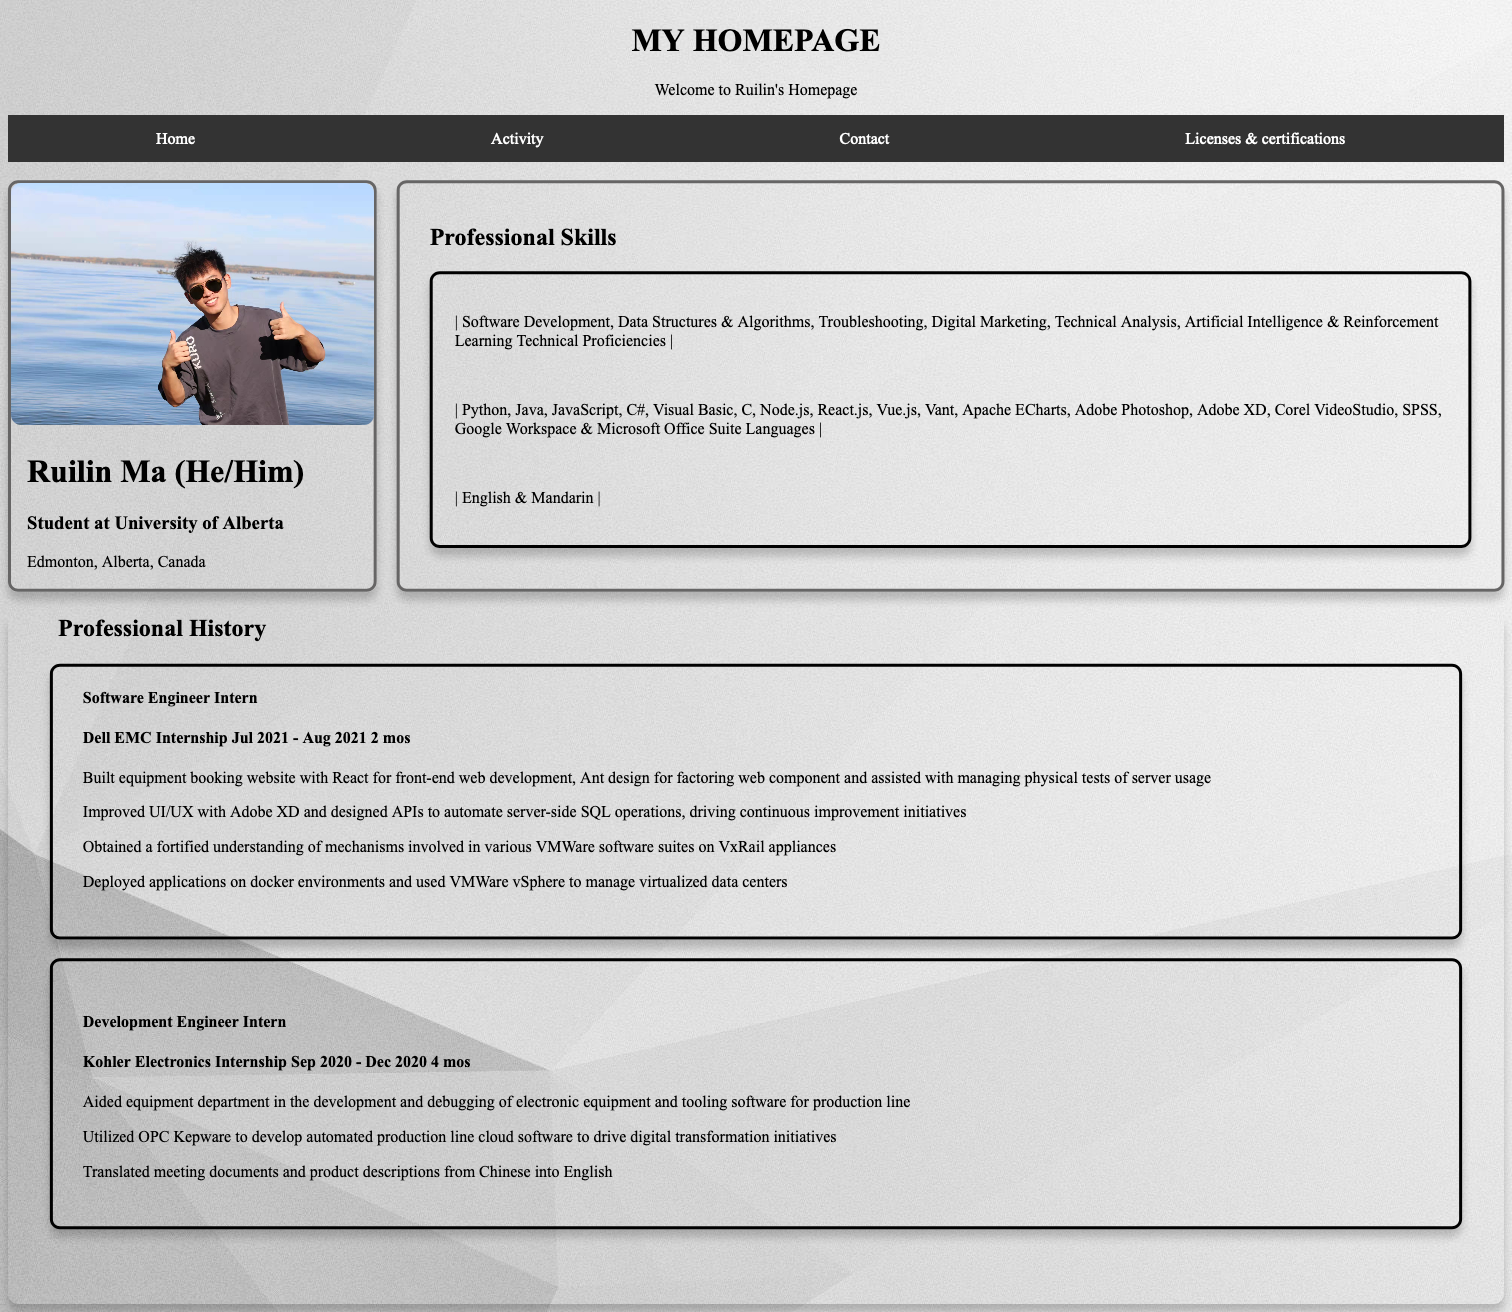 MY HOMEPAGE
Welcome to Ruilin's Homepage
Home Activity Contact Licenses & certifications
KURO
Ruilin Ma (He/Him)
Student at University of Alberta
Edmonton, Alberta, Canada
Professional Skills
| Software Development, Data Structures & Algorithms, Troubleshooting, Digital Marketing, Technical Analysis, Artificial Intelligence & Reinforcement
Learning Technical Proficiencies |
| Python, Java, JavaScript, C#, Visual Basic, C, Node.js, React.js, Vue.js, Vant, Apache ECharts, Adobe Photoshop, Adobe XD, Corel VideoStudio, SPSS,
Google Workspace & Microsoft Office Suite Languages |
| English & Mandarin |
Professional History
Software Engineer Intern
Dell EMC Internship Jul 2021 - Aug 2021 2 mos
Built equipment booking website with React for front-end web development, Ant design for factoring web component and assisted with managing physical tests of server usage
Improved UI/UX with Adobe XD and designed APIs to automate server-side SQL operations, driving continuous improvement initiatives
Obtained a fortified understanding of mechanisms involved in various VMWare software suites on VxRail appliances
Deployed applications on docker environments and used VMWare vSphere to manage virtualized data centers
Development Engineer Intern
Kohler Electronics Internship Sep 2020 - Dec 2020 4 mos
Aided equipment department in the development and debugging of electronic equipment and tooling software for production line
Utilized OPC Kepware to develop automated production line cloud software to drive digital transformation initiatives
Translated meeting documents and product descriptions from Chinese into English